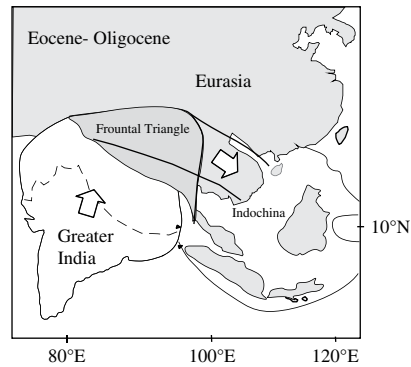 Eocene- Oligocene
Eurasia
Frountal Triangle
Indochina
Greater
India
10°N
80°E
100°E
120°E